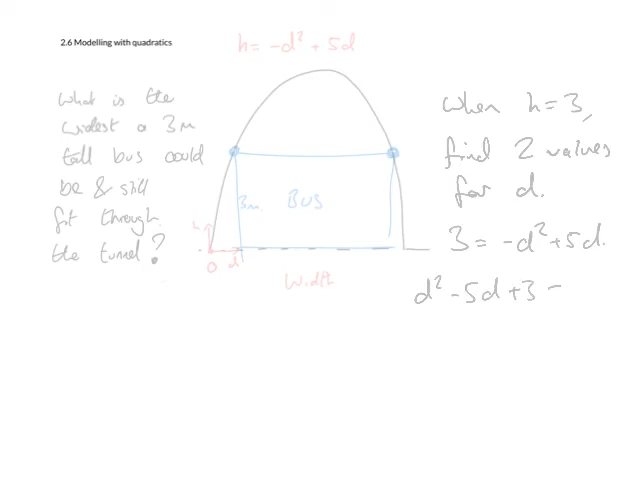 2.6 Modelling with quadratics
h = -d² + 5d
What is the
widest a 3m
tall bus could
be & still
fit through
the tunnel?
3m
BUS
h
0
d
Width
When h = 3,
find 2 values
for d.
3 = -d² + 5d.
d² - 5d + 3 =